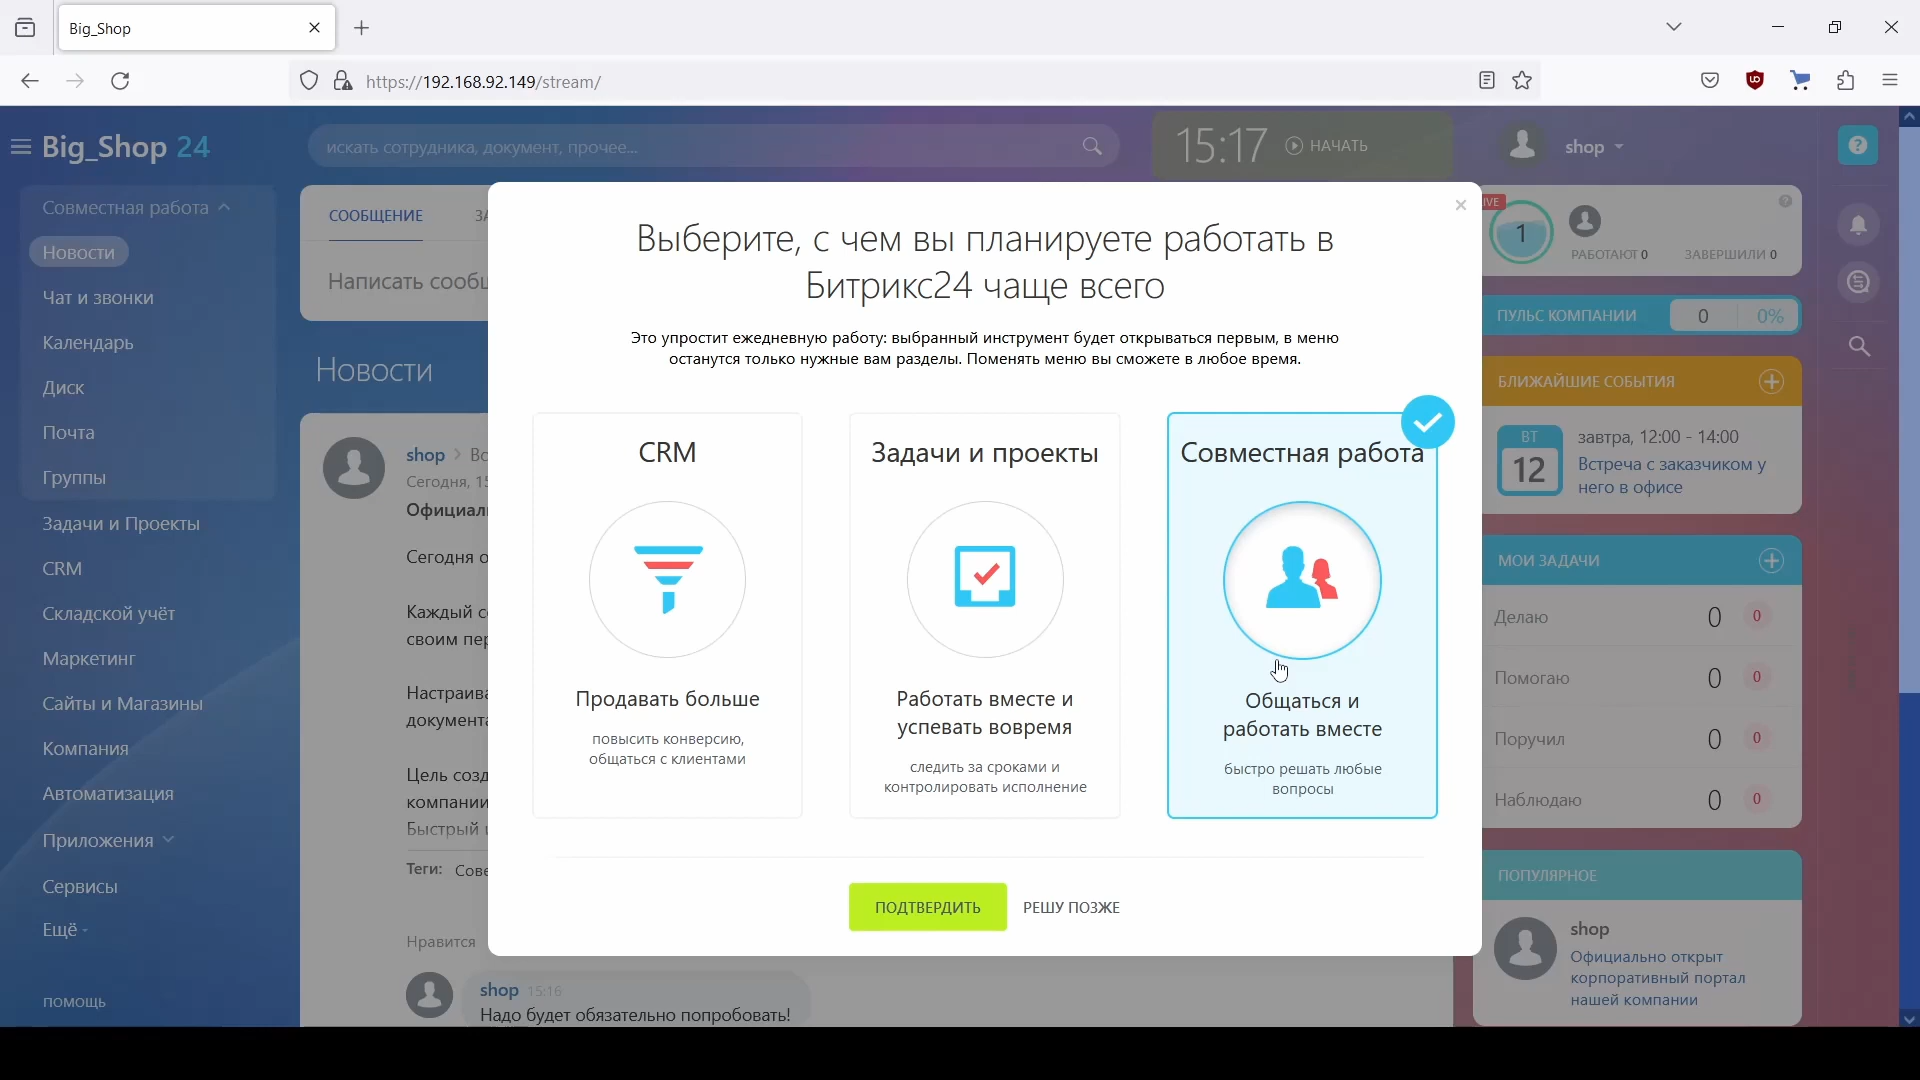 Big_Shop
https://192.168.92.149/stream/
Big_Shop 24
искать сотрудника, документ, прочее...
15:17 НАЧАТЬ
shop
?
Совместная работа
Новости
Чат и звонки
Календарь
Диск
Почта
Группы
Задачи и Проекты
CRM
Складской учёт
Маркетинг
Сайты и Магазины
Компания
Автоматизация
Приложения
Сервисы
Ещё
помощь
СООБЩЕНИЕ
Написать сооб
Новости
shop
Сегодня,
Официал
Сегодня о
Каждый с
своим пе
Настраива
документ
Цель созд
компании
Быстрый
Теги: Сове
Нравится
shop 15:16
Надо будет обязательно попробовать!
Выберите, с чем вы планируете работать в
Битрикс24 чаще всего
Это упростит ежедневную работу: выбранный инструмент будет открываться первым, в меню
останутся только нужные вам разделы. Поменять меню вы сможете в любое время.
CRM
Продавать больше
повысить конверсию,
общаться с клиентами
Задачи и проекты
Работать вместе и
успевать вовремя
следить за сроками и
контролировать исполнение
Совместная работа
Общаться и
работать вместе
быстро решать любые
вопросы
ПОДТВЕРДИТЬ РЕШУ ПОЗЖЕ
IVE
1
РАБОТАЮТ 0 ЗАВЕРШИЛИ 0
?
ПУЛЬС КОМПАНИИ 0 0%
БЛИЖАЙШИЕ СОБЫТИЯ
ВТ
12
завтра, 12:00 - 14:00
Встреча с заказчиком у
него в офисе
МОИ ЗАДАЧИ
Делаю 0 0
Помогаю 0 0
Поручил 0 0
Наблюдаю 0 0
ПОПУЛЯРНОЕ
shop
Официально открыт
корпоративный портал
нашей компании